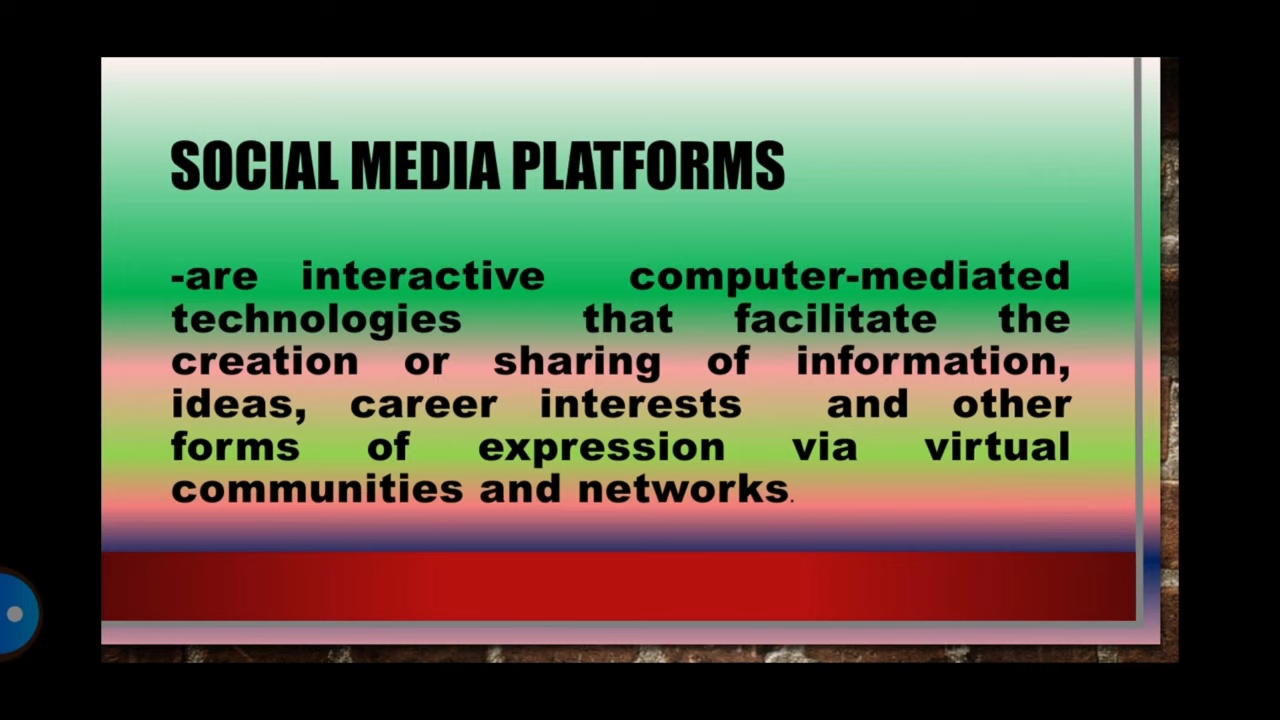 SOCIAL MEDIA PLATFORMS
-are interactive computer-mediated
technologies that facilitate the
creation or sharing of information,
ideas, career interests and other
forms of expression via virtual
communities and networks.